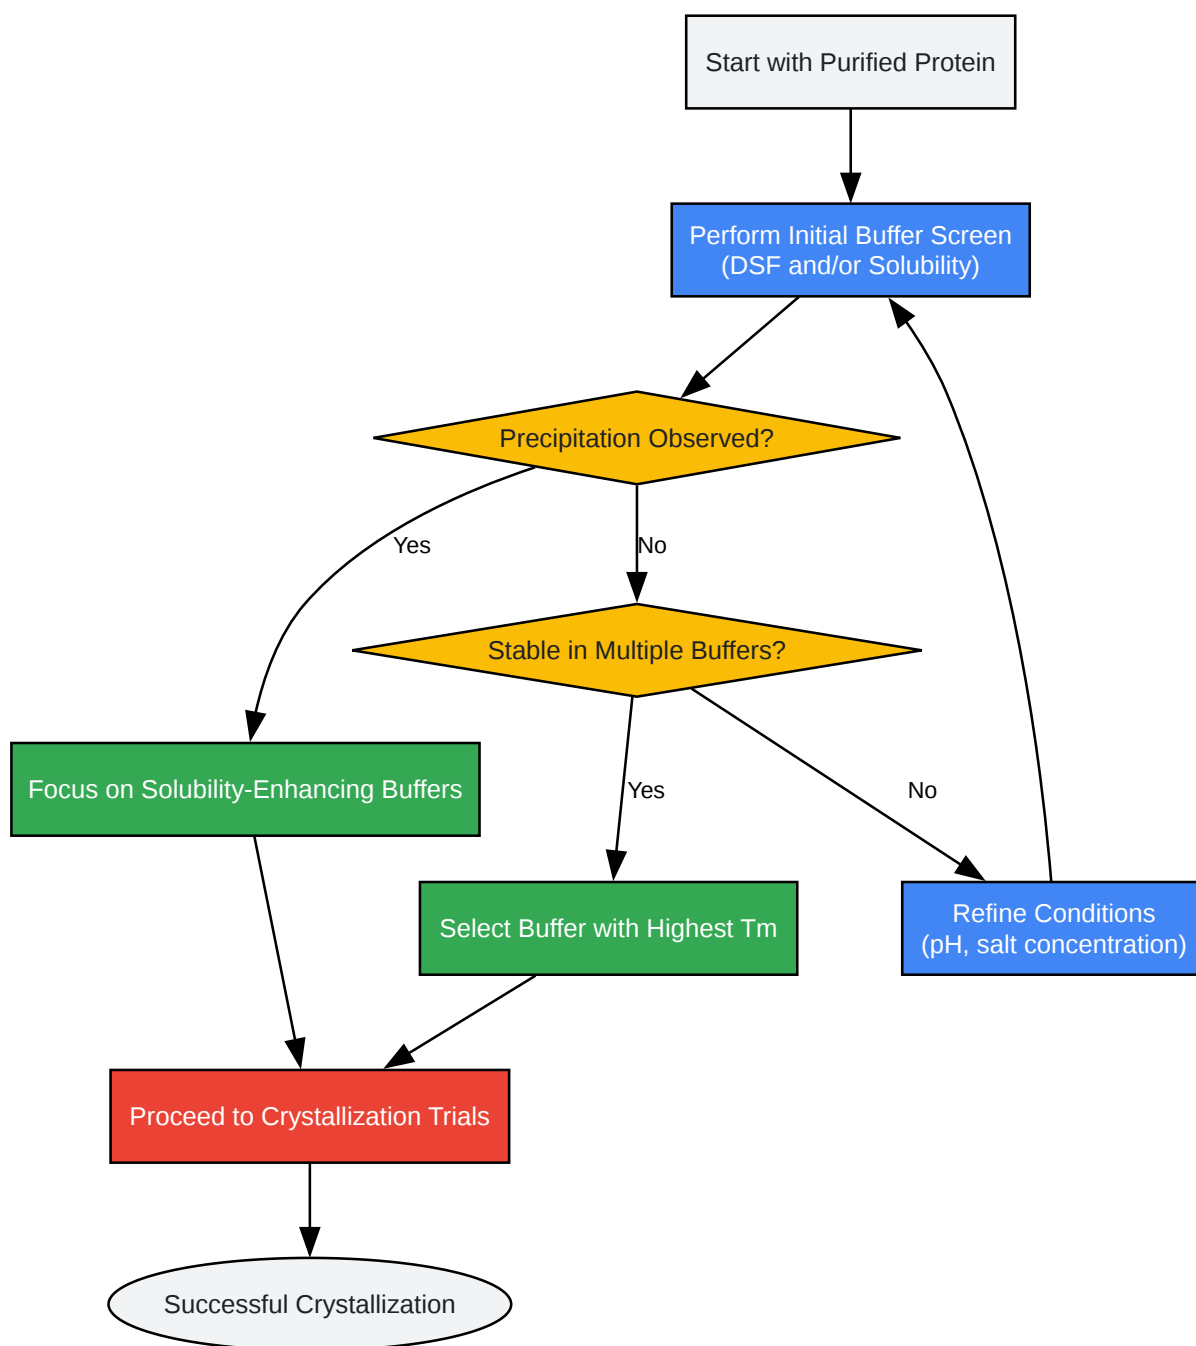 Start with Purified Protein
Perform Initial Buffer Screen
(DSF and/or Solubility)
Precipitation Observed?
Yes
No
Stable in Multiple Buffers?
Focus on Solubility-Enhancing Buffers
Yes
No
Select Buffer with Highest Tm
Refine Conditions
(pH, salt concentration)
Proceed to Crystallization Trials
Successful Crystallization